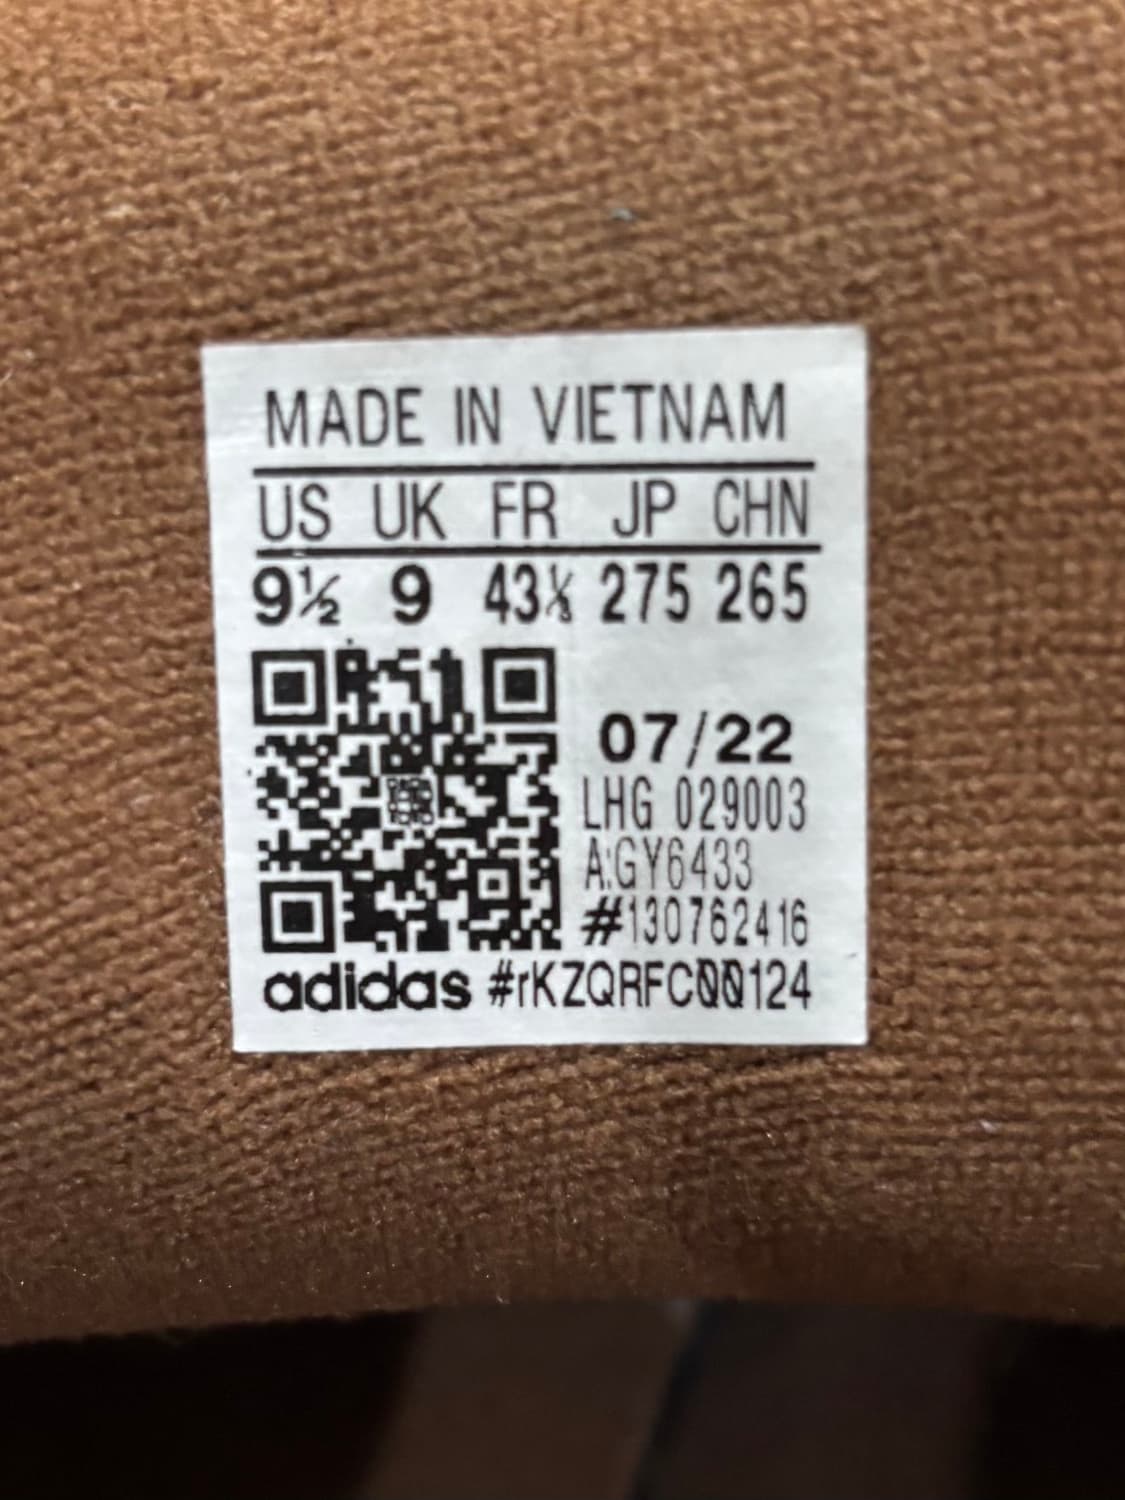 MADE IN VIETNAM
US UK FR JP CHN
9½ 9 43⅓ 275 265
07/22
LHG 029003
A:GY6433
#130762416
adidas #rKZQRFC00124